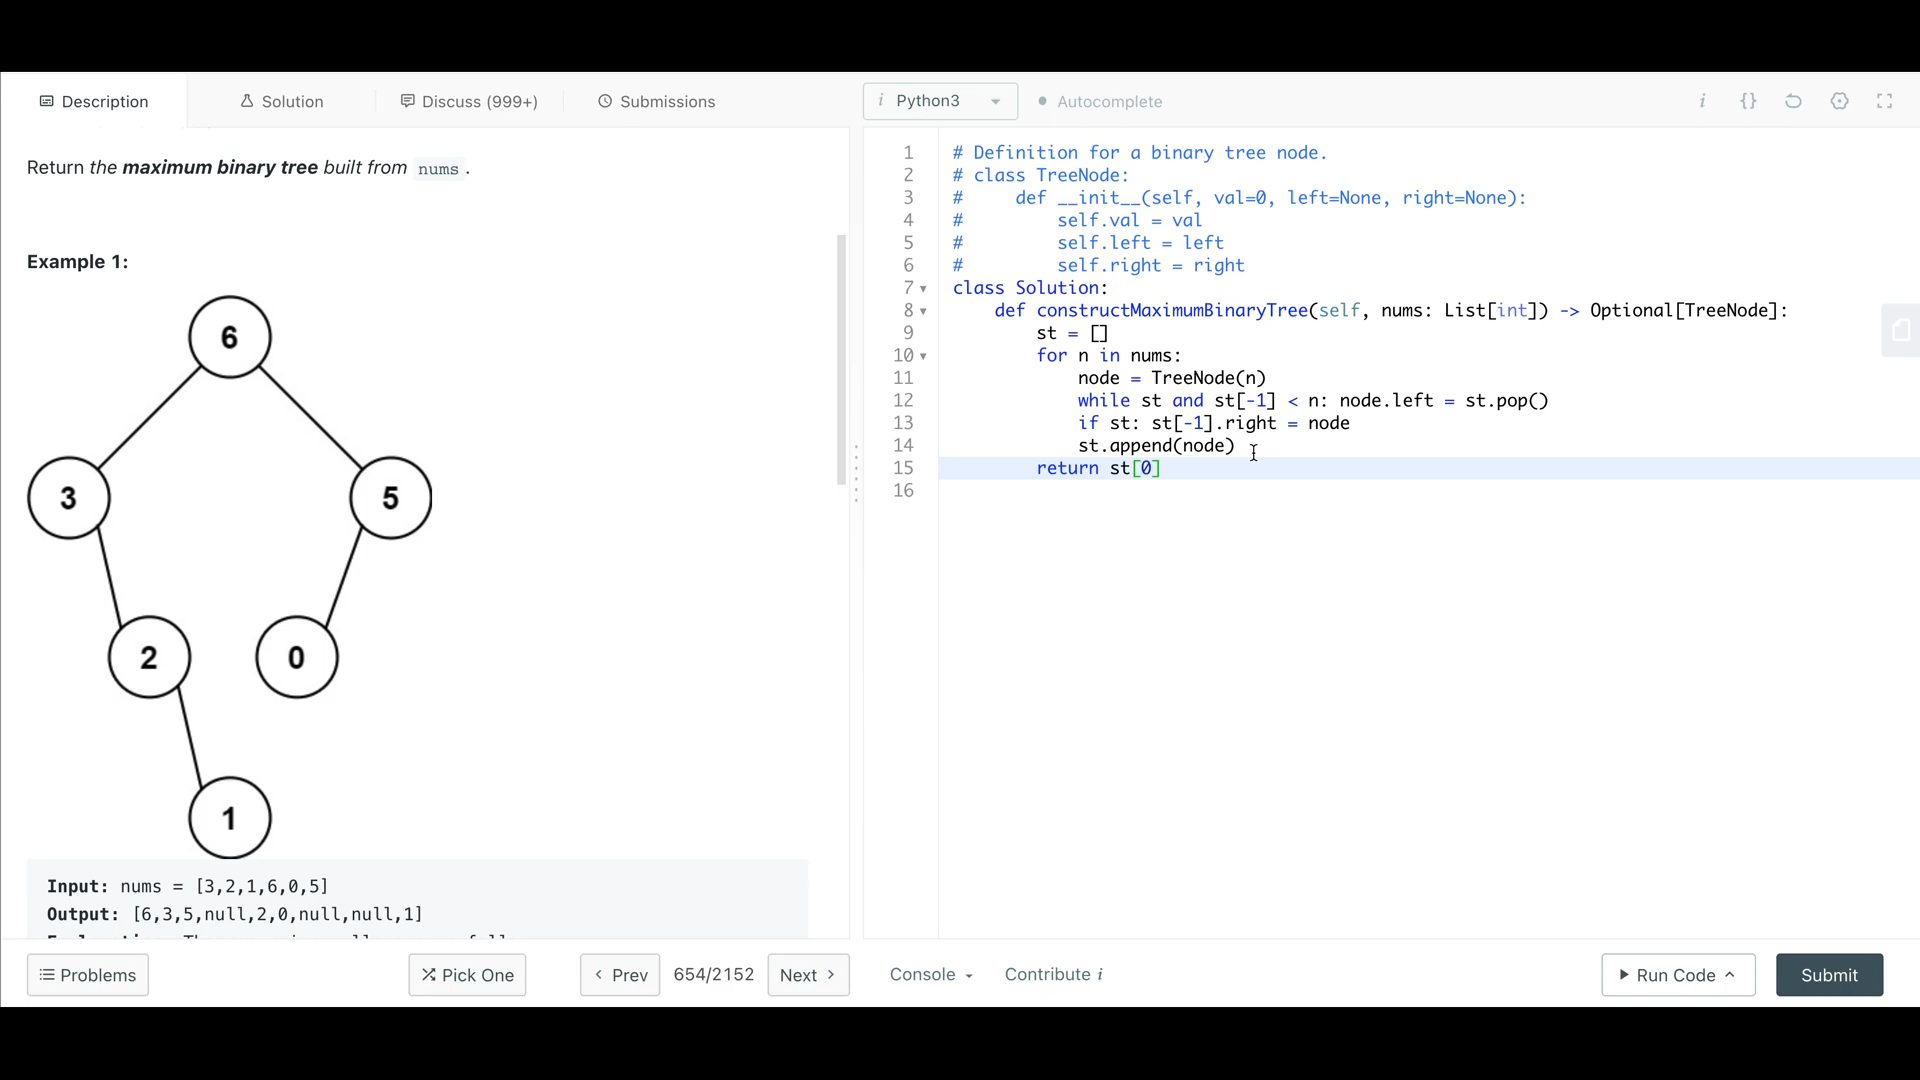 Description
Solution
Discuss (999+)
Submissions
Return the maximum binary tree built from nums .
Example 1:
6
3
5
2
0
1
Input: nums = [3,2,1,6,0,5]
Output: [6,3,5,null,2,0,null,null,1]
Problems
Pick One
Prev
654/2152
Next
i Python3
Autocomplete
i {}
1 # Definition for a binary tree node.
2 # class TreeNode:
3 #     def __init__(self, val=0, left=None, right=None):
4 #         self.val = val
5 #         self.left = left
6 #         self.right = right
7 class Solution:
8     def constructMaximumBinaryTree(self, nums: List[int]) -> Optional[TreeNode]:
9         st = []
10         for n in nums:
11             node = TreeNode(n)
12             while st and st[-1] < n: node.left = st.pop()
13             if st: st[-1].right = node
14             st.append(node)
15         return st[0]
16
Console
Contribute i
Run Code
Submit